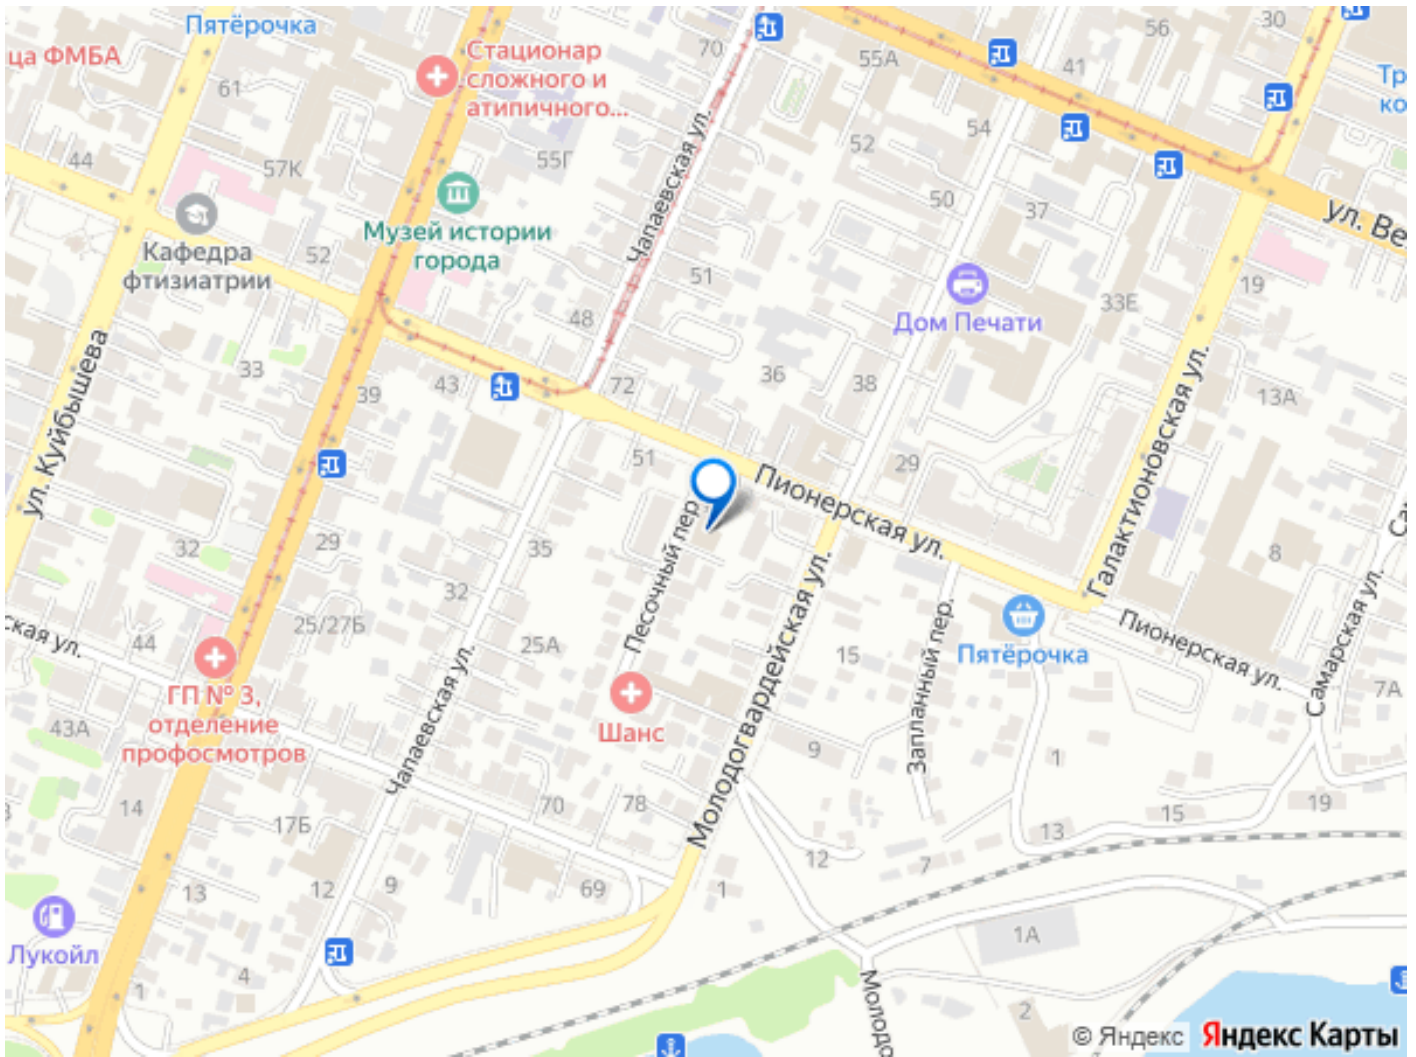 Пятёрочка
ца ФМБА
61
44
57К
Стационар
сложного и
атипичного...
70
55Г
55А
56
41
30
Тр
ко
54
52
50
37
Чапаевская ул.
Кафедра
фтизиатрии
52
Музей истории
города
51
48
Дом Печати
33Е
19
ул. Ве
ул. Куйбышева
33
39
43
72
36
38
13А
Галактионовская ул.
51
29
Пионерская ул.
Песочный пер.
35
32
29
32
25/27Б
25А
44
ская ул.
ГП № 3,
отделение
профосмотров
43А
14
17Б
13
12
9
Чапаевская ул.
Шанс
70
78
69
Молодогвардейская ул.
15
9
Запланный пер.
Пятёрочка
Пионерская ул.
8
Самарская ул.
7А
1
15
19
13
12
7
1
1А
2
Молодо
Лукойл
4
1
© Яндекс
Яндекс Карты